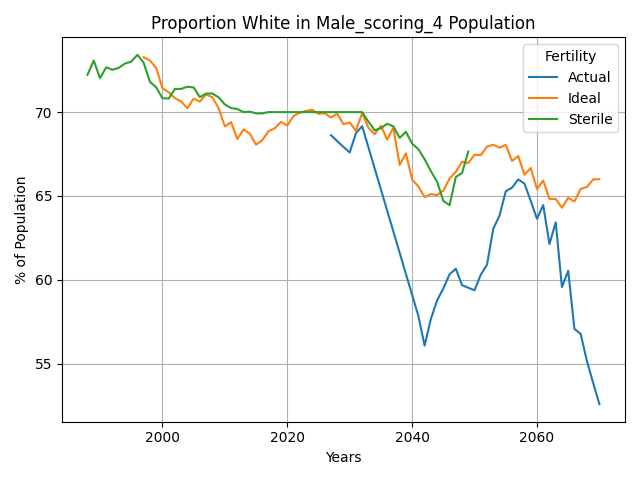 Proportion White in Male_scoring_4 Population
Fertility
Actual
Ideal
Sterile
% of Population
70
65
60
55
2000
2020
2040
2060
Years